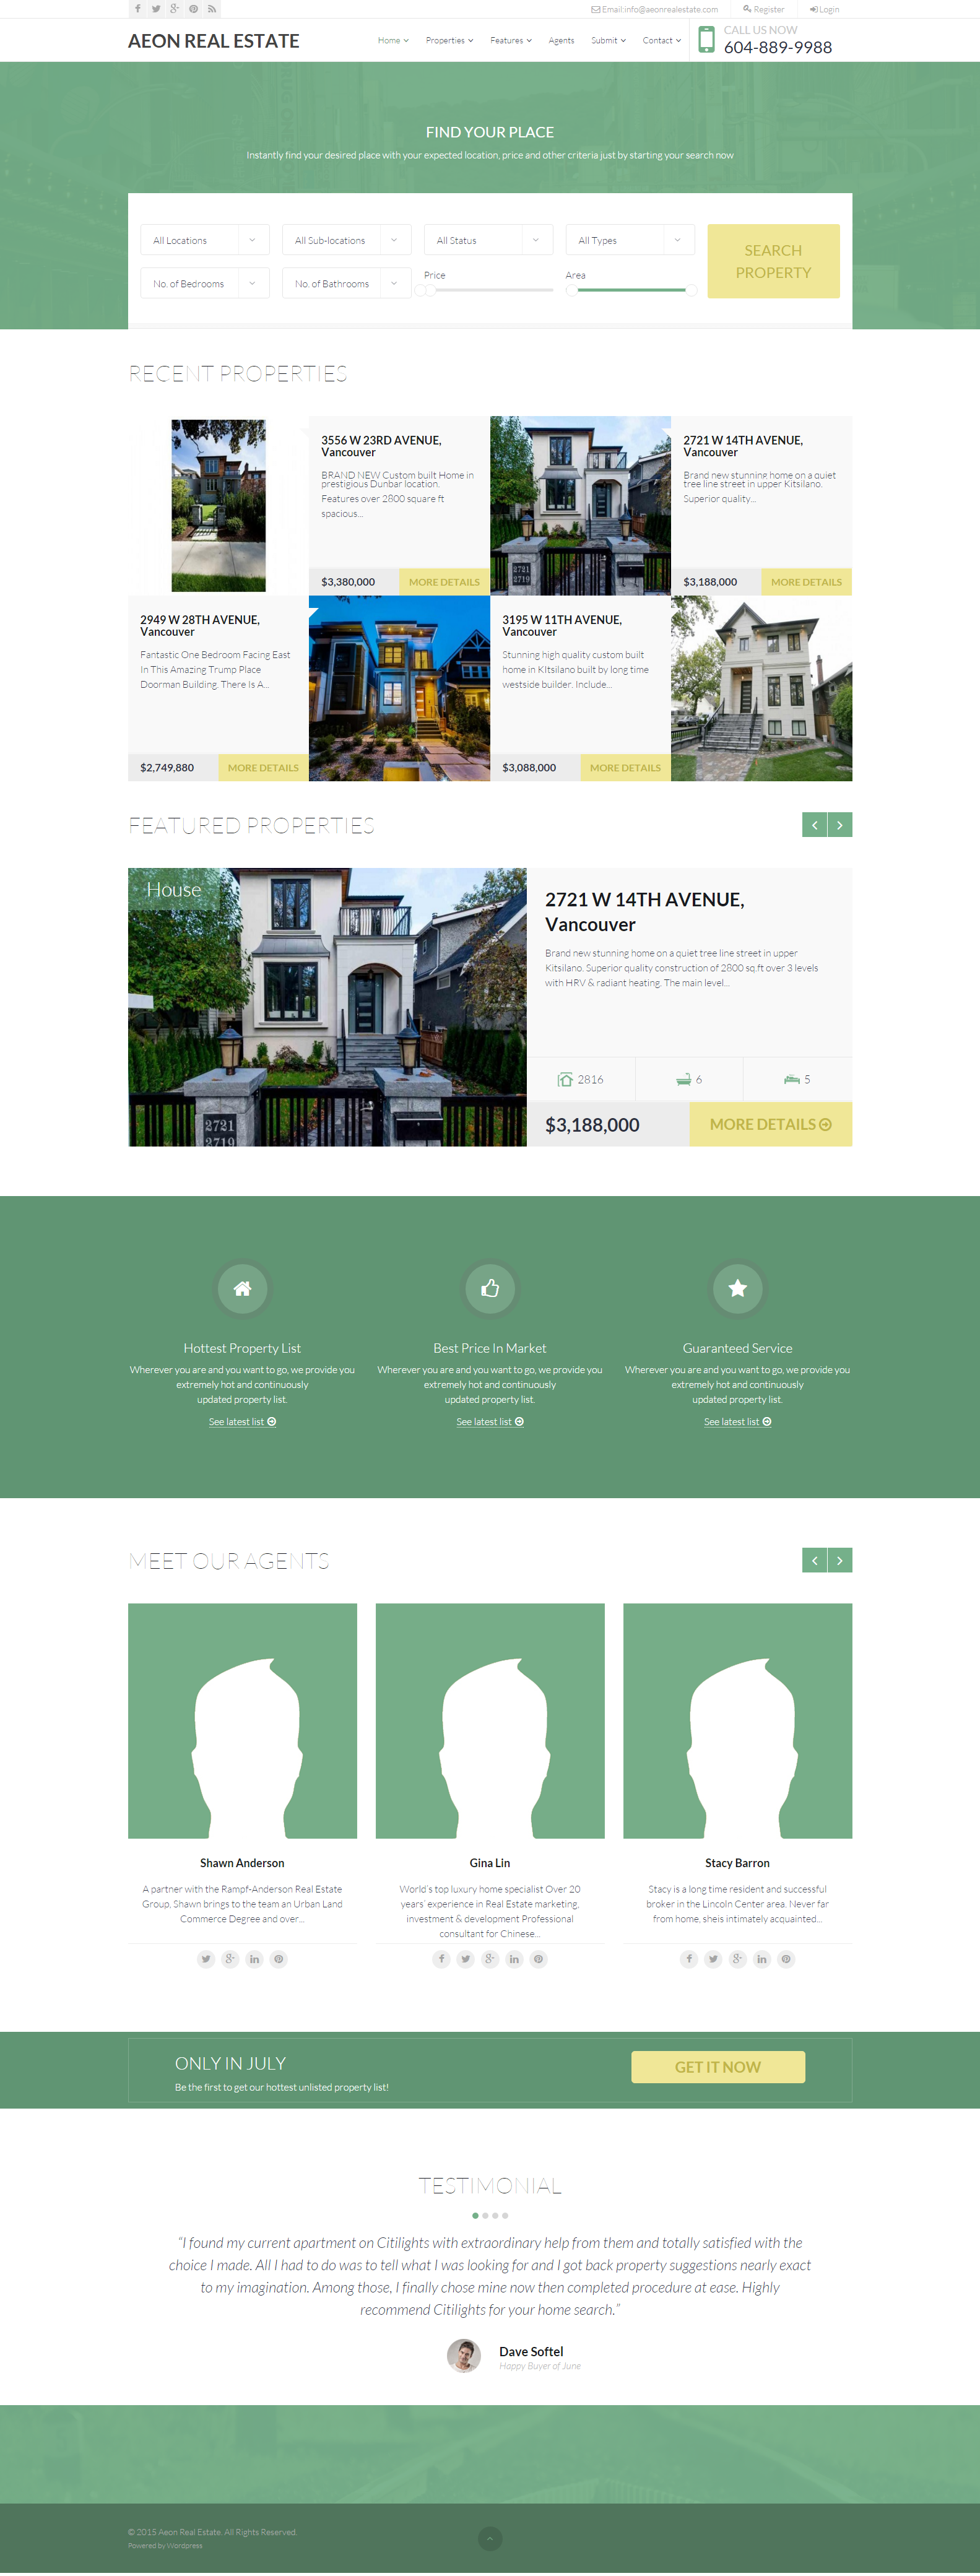 Email:info@aeonrealestate.com
Register
Login
AEON REAL ESTATE
Home
Properties
Features
Agents
Submit
Contact
CALL US NOW
604-889-9988
FIND YOUR PLACE
Instantly find your desired place with your expected location, price and other criteria just by starting your search now
All Locations
All Sub-locations
All Status
All Types
SEARCH
PROPERTY
No. of Bedrooms
No. of Bathrooms
Price
Area
RECENT PROPERTIES
3556 W 23RD AVENUE,
Vancouver
BRAND NEW Custom built Home in
prestigious Dunbar location.
Features over 2800 square ft
spacious...
$3,380,000
MORE DETAILS
2721
2719
2721 W 14TH AVENUE,
Vancouver
Brand new stunning home on a quiet
tree line street in upper Kitsilano.
Superior quality...
$3,188,000
MORE DETAILS
2949 W 28TH AVENUE,
Vancouver
Fantastic One Bedroom Facing East
In This Amazing Trump Place
Doorman Building. There Is A...
$2,749,880
MORE DETAILS
3195 W 11TH AVENUE,
Vancouver
Stunning high quality custom built
home in KItsilano built by long time
westside builder. Include...
$3,088,000
MORE DETAILS
FEATURED PROPERTIES
House
2721
2719
2721 W 14TH AVENUE,
Vancouver
Brand new stunning home on a quiet tree line street in upper
Kitsilano. Superior quality construction of 2800 sq.ft over 3 levels
with HRV & radiant heating. The main level...
2816
6
5
$3,188,000
MORE DETAILS
Hottest Property List
Wherever you are and you want to go, we provide you
extremely hot and continuously
updated property list.
See latest list
Best Price In Market
Wherever you are and you want to go, we provide you
extremely hot and continuously
updated property list.
See latest list
Guaranteed Service
Wherever you are and you want to go, we provide you
extremely hot and continuously
updated property list.
See latest list
MEET OUR AGENTS
Shawn Anderson
A partner with the Rampf-Anderson Real Estate
Group, Shawn brings to the team an Urban Land
Commerce Degree and over...
Gina Lin
World's top luxury home specialist Over 20
years' experience in Real Estate marketing,
investment & development Professional
consultant for Chinese...
Stacy Barron
Stacy is a long time resident and successful
broker in the Lincoln Center area. Never far
from home, sheis intimately acquainted...
ONLY IN JULY
Be the first to get our hottest unlisted property list!
GET IT NOW
TESTIMONIAL
“I found my current apartment on Citilights with extraordinary help from them and totally satisfied with the
choice I made. All I had to do was to tell what I was looking for and I got back property suggestions nearly exact
to my imagination. Among those, I finally chose mine now then completed procedure at ease. Highly
recommend Citilights for your home search.”
Dave Softel
Happy Buyer of June
© 2015 Aeon Real Estate. All Rights Reserved.
Powered by Wordpress